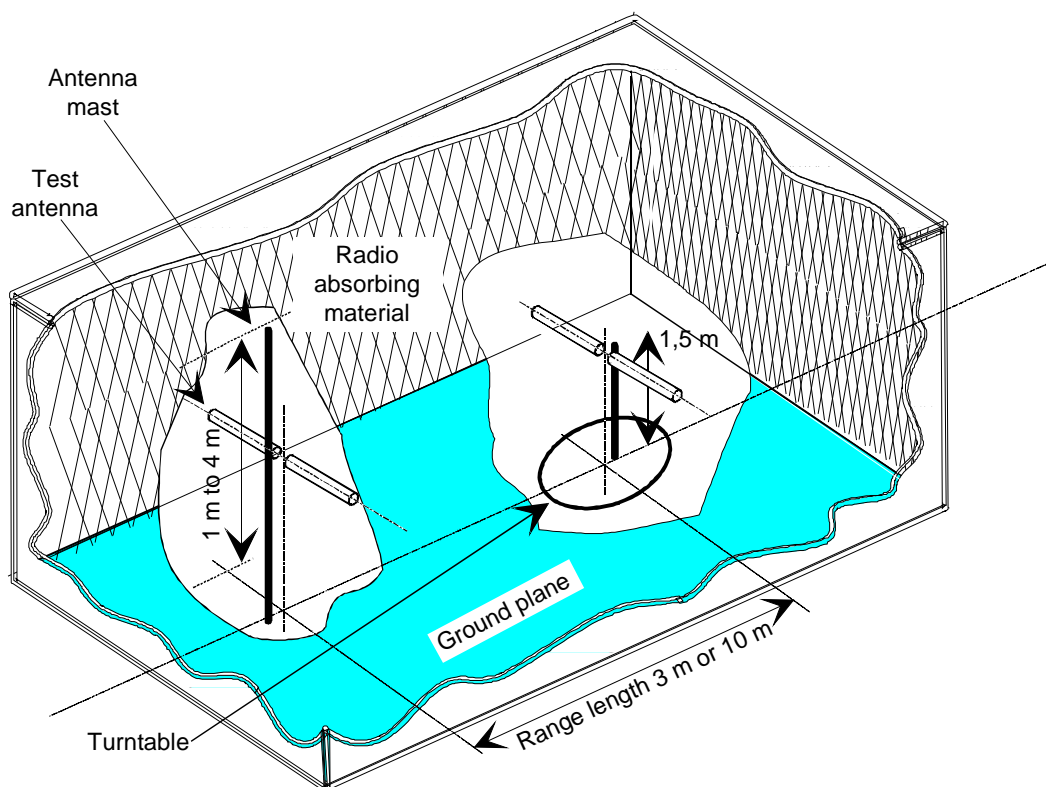 Antenna
mast
Test
antenna
Radio
absorbing
material
1,5 m
1 m to 4 m
Ground plane
Range length 3 m or 10 m
Turntable